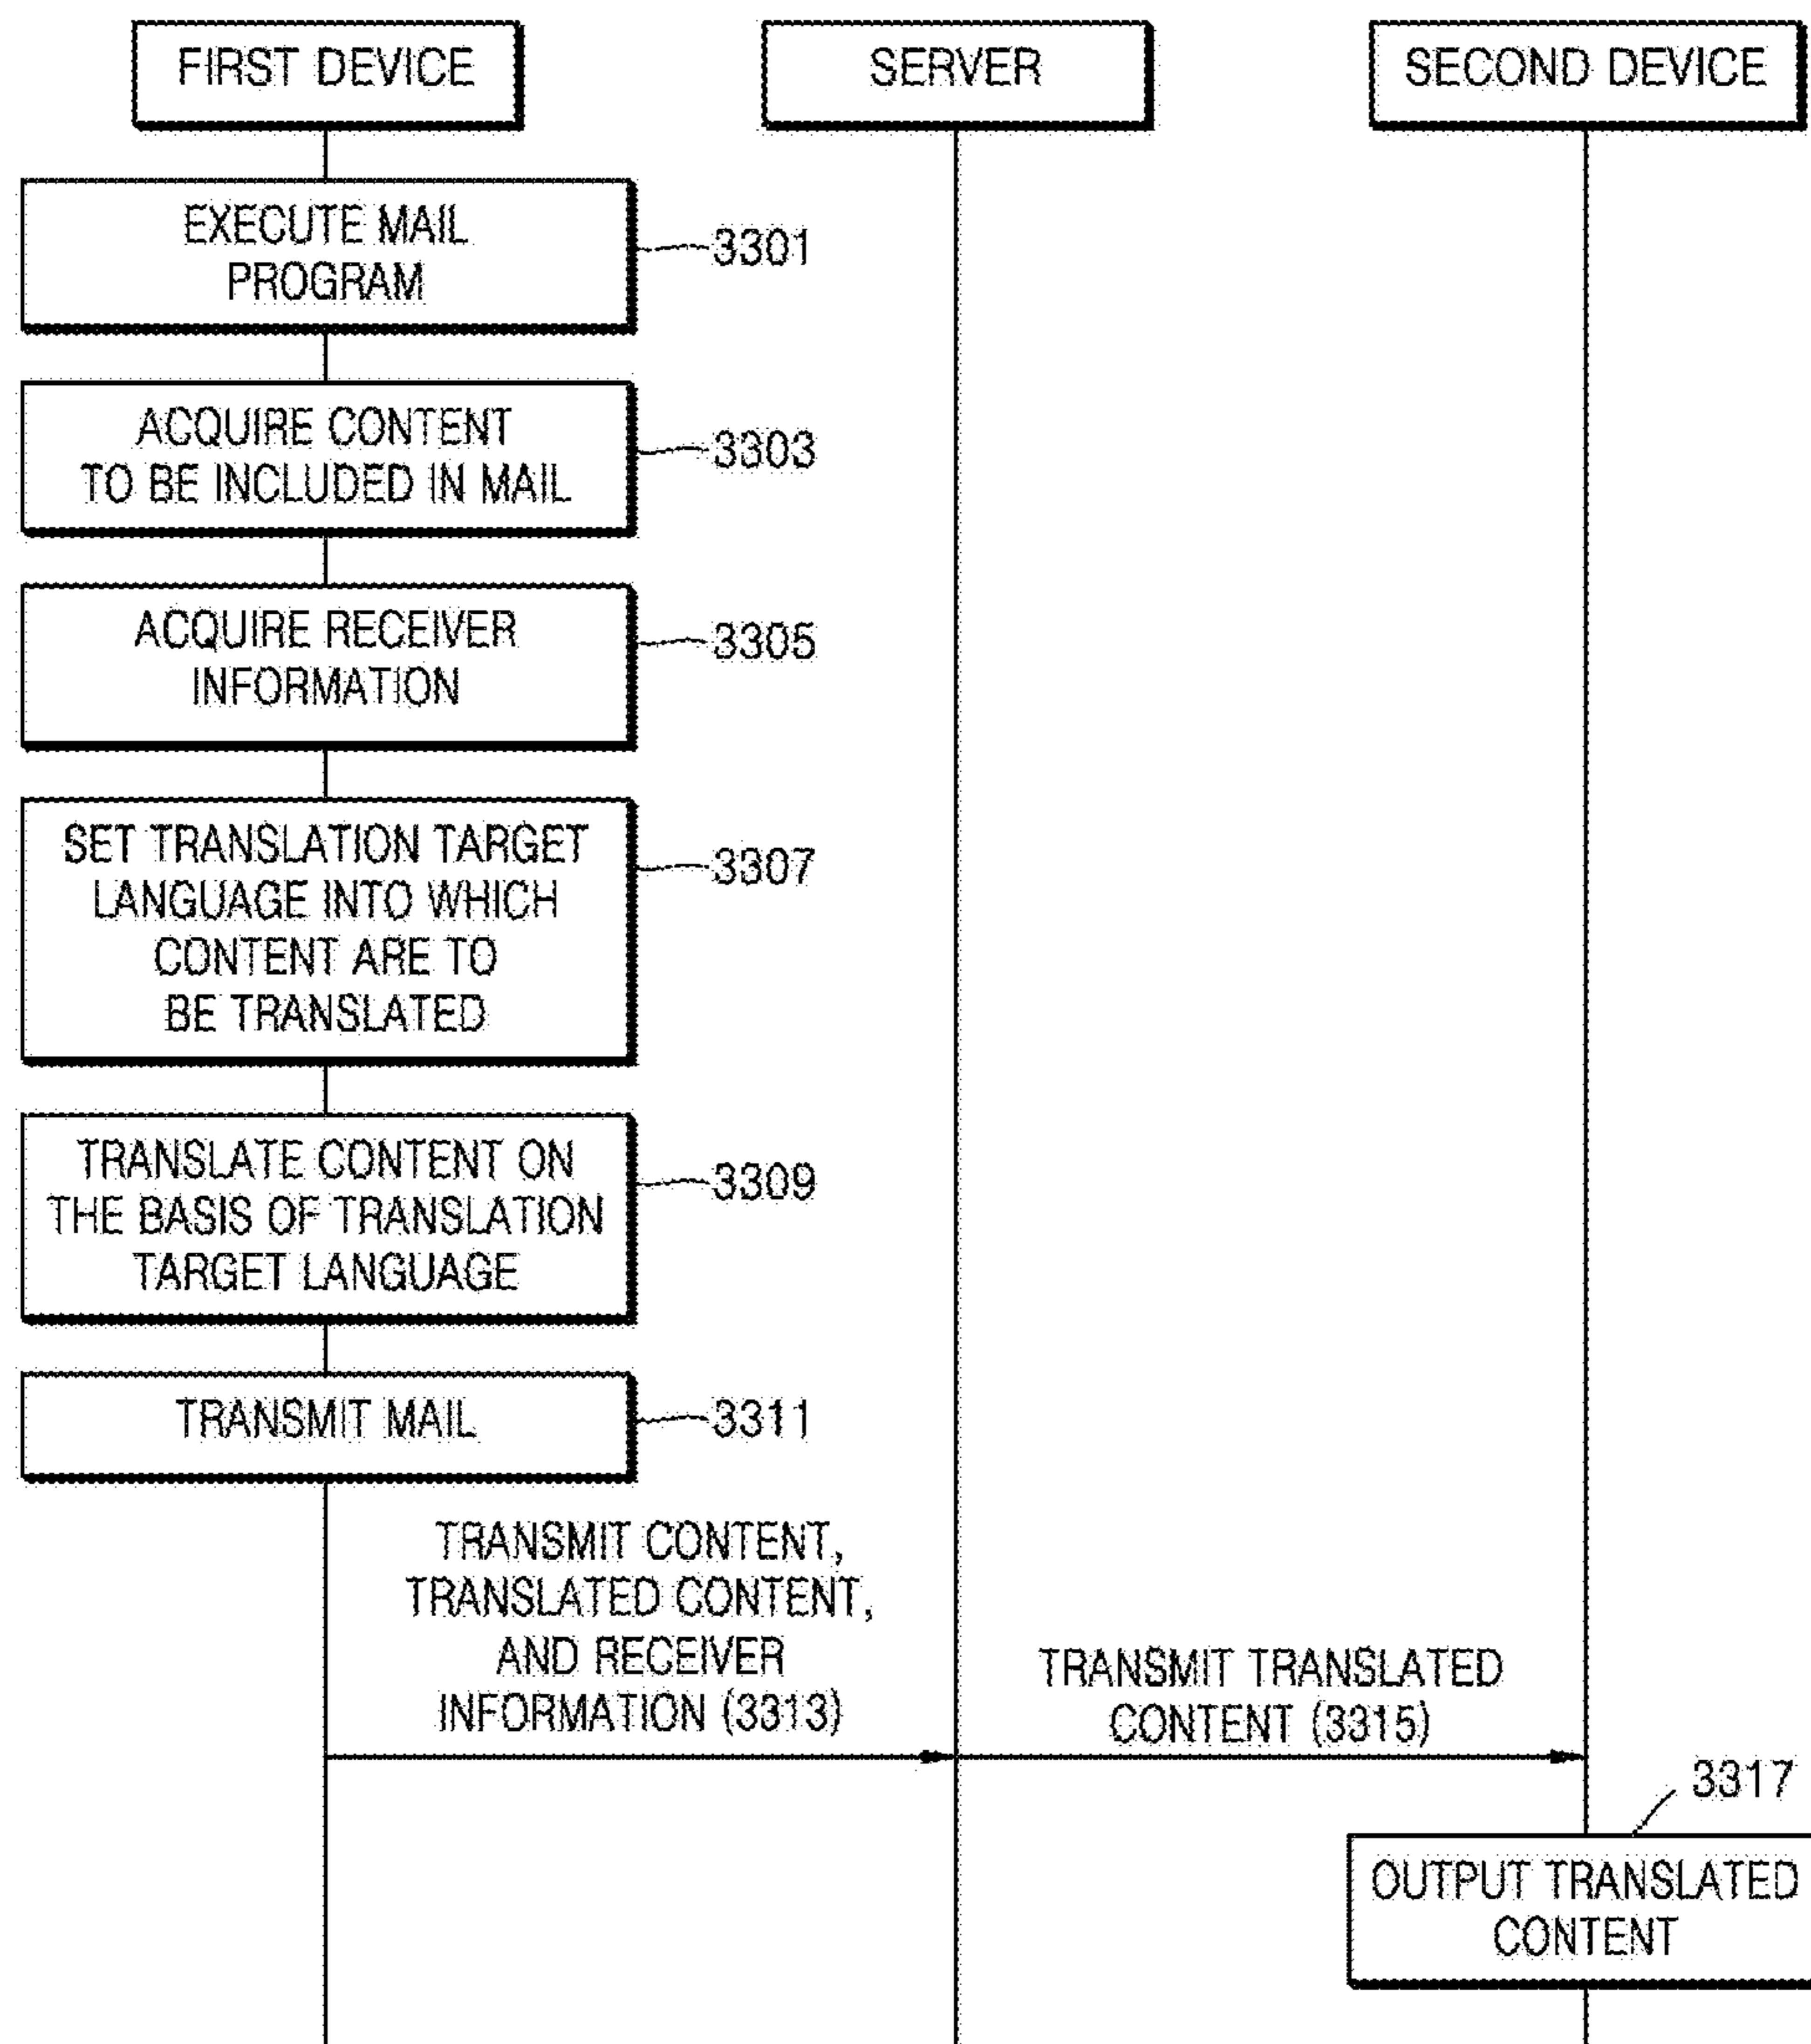 FIRST DEVICE
SERVER
SECOND DEVICE
EXECUTE MAIL
PROGRAM
3301
ACQUIRE CONTENT
TO BE INCLUDED IN MAIL
3303
ACQUIRE RECEIVER
INFORMATION
3305
SET TRANSLATION TARGET
LANGUAGE INTO WHICH
CONTENT ARE TO
BE TRANSLATED
3307
TRANSLATE CONTENT ON
THE BASIS OF TRANSLATION
TARGET LANGUAGE
3309
TRANSMIT MAIL
3311
TRANSMIT CONTENT,
TRANSLATED CONTENT,
AND RECEIVER
INFORMATION (3313)
TRANSMIT TRANSLATED
CONTENT (3315)
3317
OUTPUT TRANSLATED
CONTENT